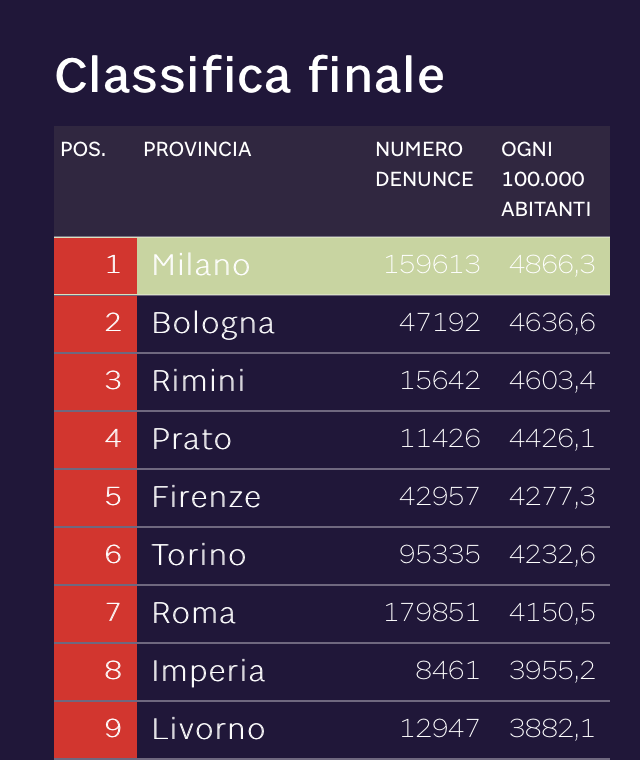 Classifica finale
POS. PROVINCIA NUMERO DENUNCE OGNI 100.000 ABITANTI
1 Milano 159613 4866,3
2 Bologna 47192 4636,6
3 Rimini 15642 4603,4
4 Prato 11426 4426,1
5 Firenze 42957 4277,3
6 Torino 95335 4232,6
7 Roma 179851 4150,5
8 Imperia 8461 3955,2
9 Livorno 12947 3882,1